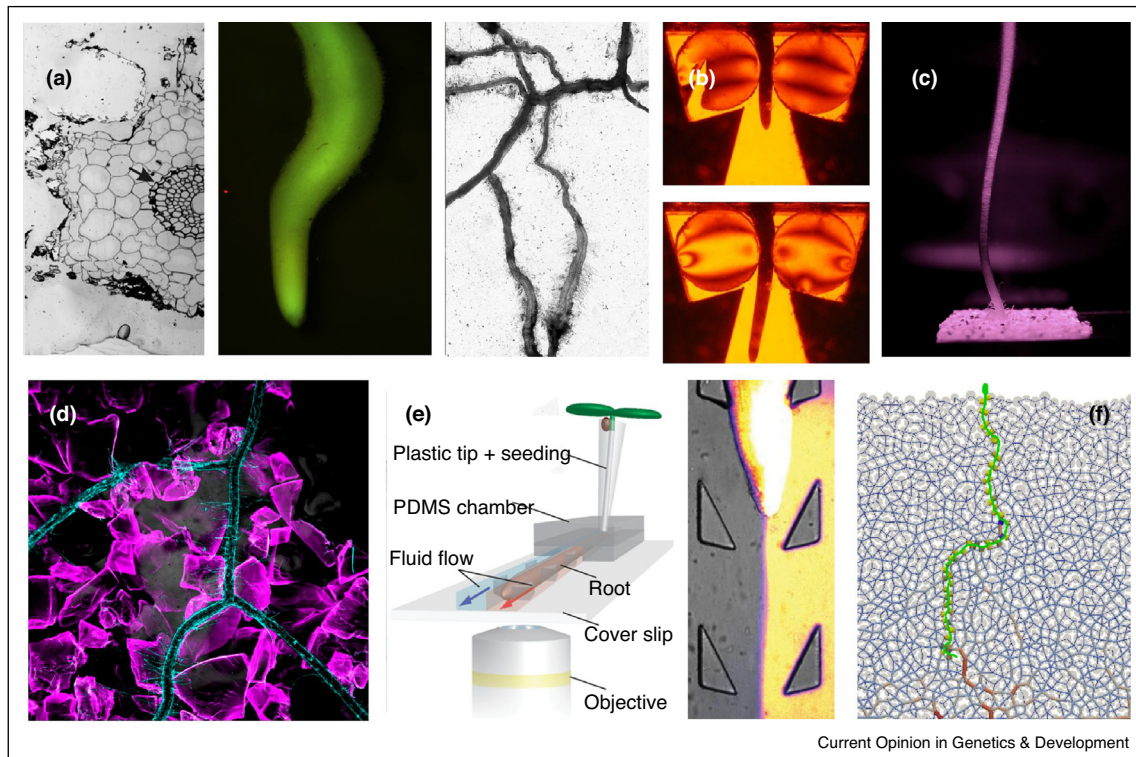 (a)
(b)
(c)
(d)
(e)
Plastic tip + seeding
PDMS chamber
Fluid flow
Root
Cover slip
Objective
(f)
Current Opinion in Genetics & Development